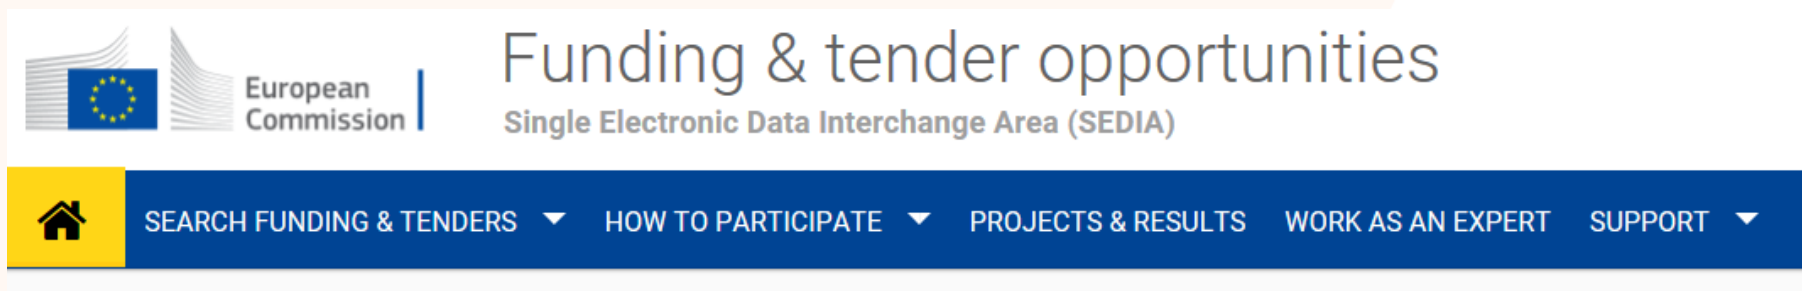 European
Commission
Funding & tender opportunities
Single Electronic Data Interchange Area (SEDIA)
SEARCH FUNDING & TENDERS HOW TO PARTICIPATE PROJECTS & RESULTS WORK AS AN EXPERT SUPPORT